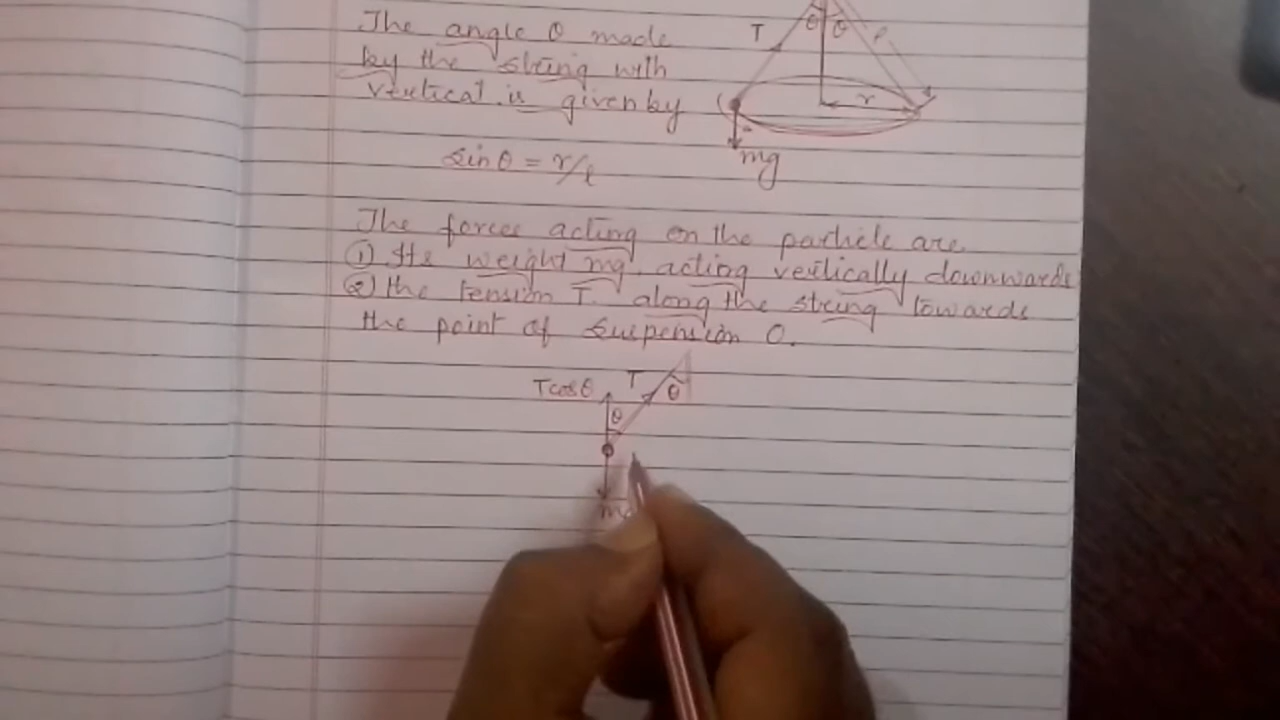 The angle θ made
by the string with
vertical is given by
T θ θ l
r
mg
sin θ = r/l
The forces acting on the particle are
① Its weight mg, acting vertically downwards
② the tension T. along the string towards
the point of suspension O.
T cos θ T θ
θ